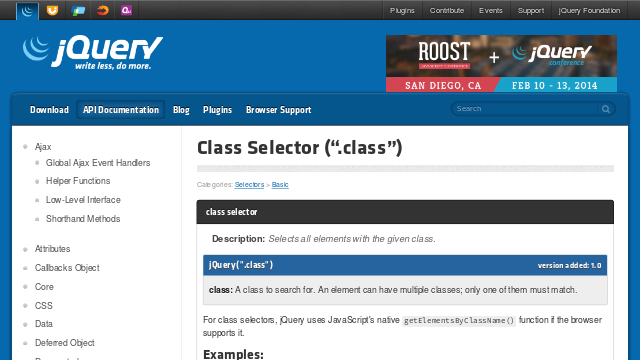 Plugins Contribute Events Support jQuery Foundation
jQuery
write less, do more.
ROOST + jQuery
conference
SAN DIEGO, CA FEB 10 - 13, 2014
Download API Documentation Blog Plugins Browser Support Search
Ajax
Global Ajax Event Handlers
Helper Functions
Low-Level Interface
Shorthand Methods
Attributes
Callbacks Object
Core
CSS
Data
Deferred Object
Class Selector (“.class”)
Categories: Selectors > Basic
class selector
Description: Selects all elements with the given class.
jQuery( ".class" ) version added: 1.0
class: A class to search for. An element can have multiple classes; only one of them must match.
For class selectors, jQuery uses JavaScript's native getElementsByClassName() function if the browser
supports it.
Examples: